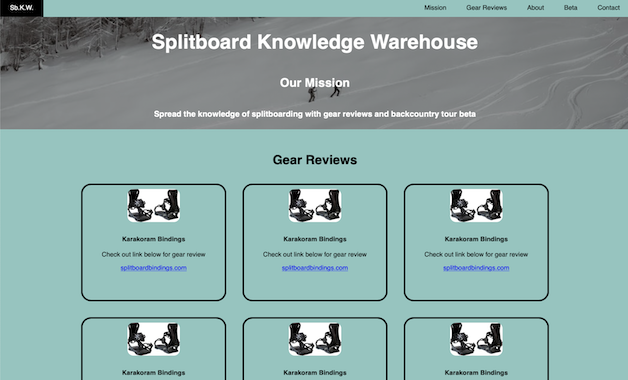 Sb.K.W.
Mission Gear Reviews About Beta Contact
Splitboard Knowledge Warehouse
Our Mission
Spread the knowledge of splitboarding with gear reviews and backcountry tour beta
Gear Reviews
Karakoram Bindings
Check out link below for gear review
splitboardbindings.com
Karakoram Bindings
Check out link below for gear review
splitboardbindings.com
Karakoram Bindings
Check out link below for gear review
splitboardbindings.com
Karakoram Bindings
Karakoram Bindings
Karakoram Bindings